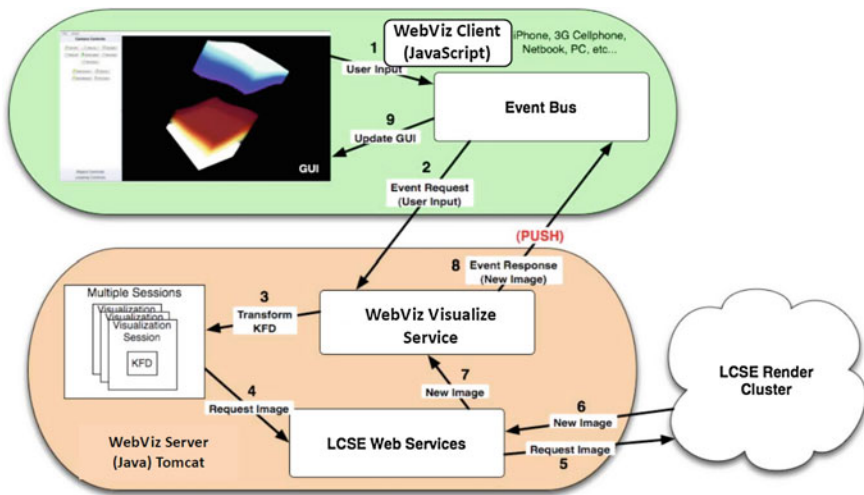 1
User Input
WebViz Client
(JavaScript)
iPhone, 3G Cellphone,
Netbook, PC, etc...
Event Bus
9
Update GUI
GUI
2
Event Request
(User Input)
(PUSH)
8
Event Response
(New Image)
Multiple Sessions
Visualization
Visualization
Visualization
Session
KFD
3
Transform
KFD
WebViz Visualize
Service
4
Request Image
7
New Image
LCSE Web Services
6
New Image
Request Image
5
LCSE Render
Cluster
WebViz Server
(Java) Tomcat